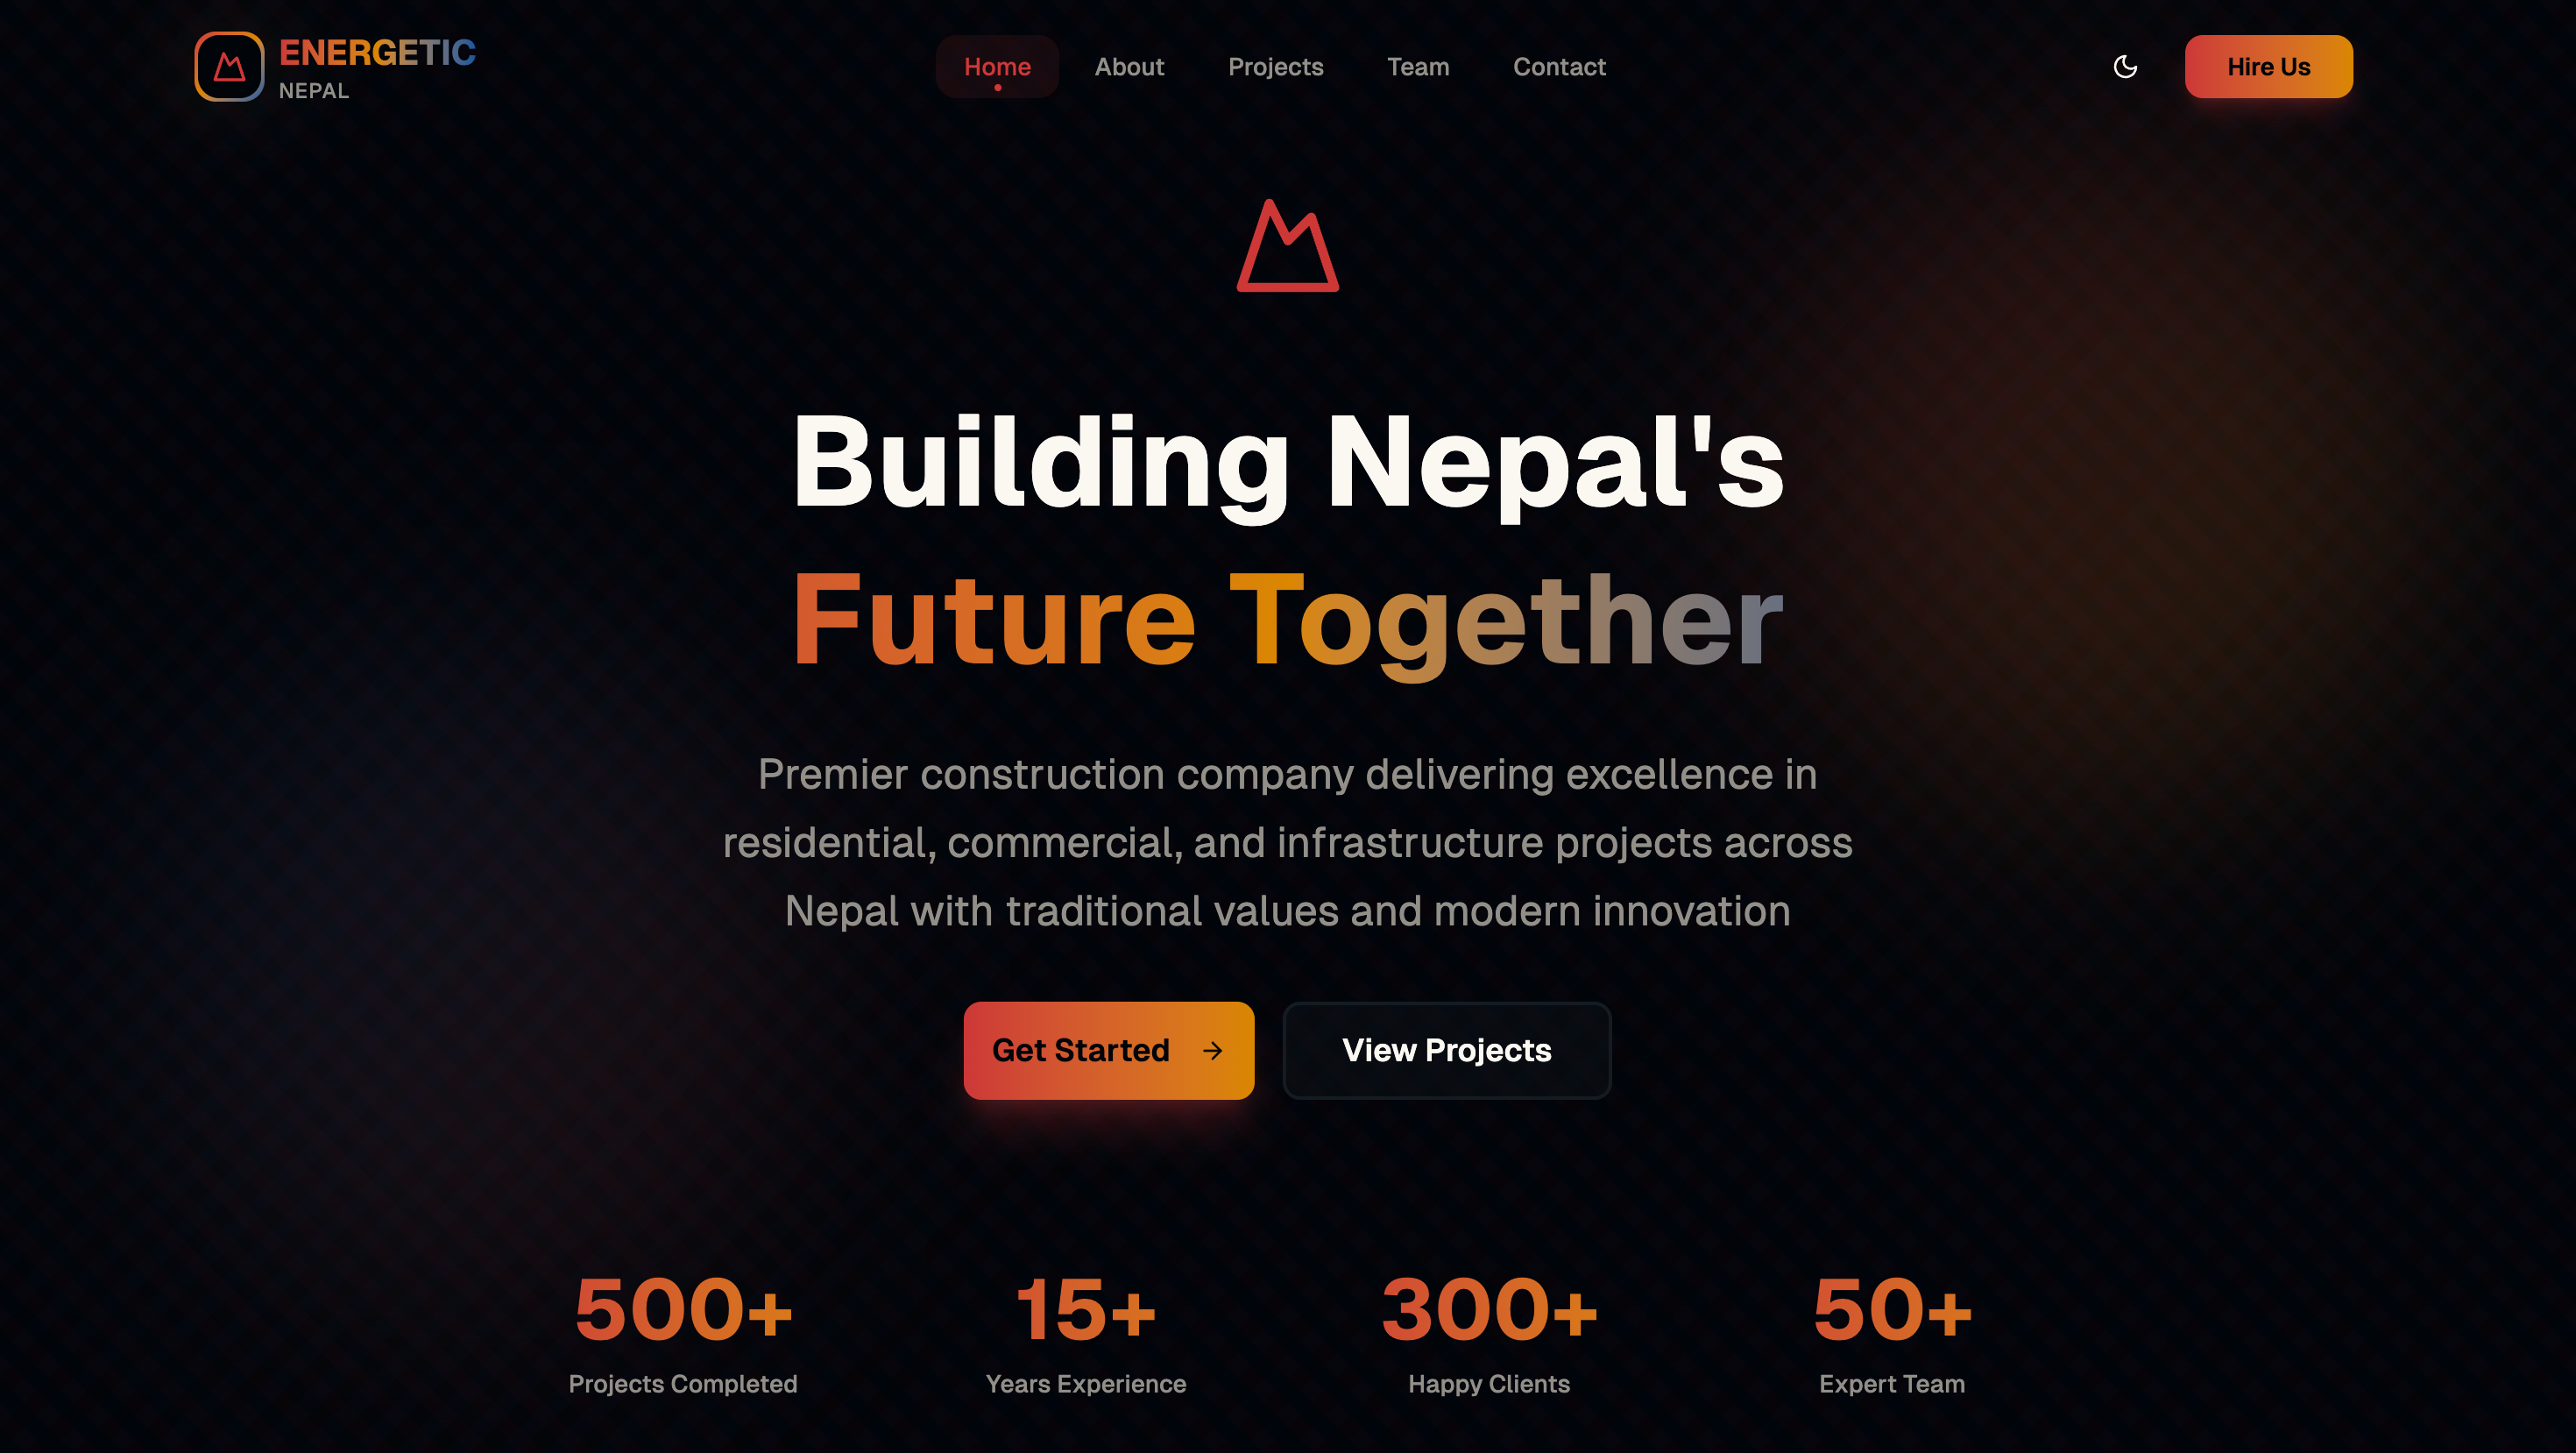 ENERGETIC
NEPAL
Home
About
Projects
Team
Contact
Hire Us
Building Nepal's
Future Together
Premier construction company delivering excellence in
residential, commercial, and infrastructure projects across
Nepal with traditional values and modern innovation
Get Started →
View Projects
500+
Projects Completed
15+
Years Experience
300+
Happy Clients
50+
Expert Team